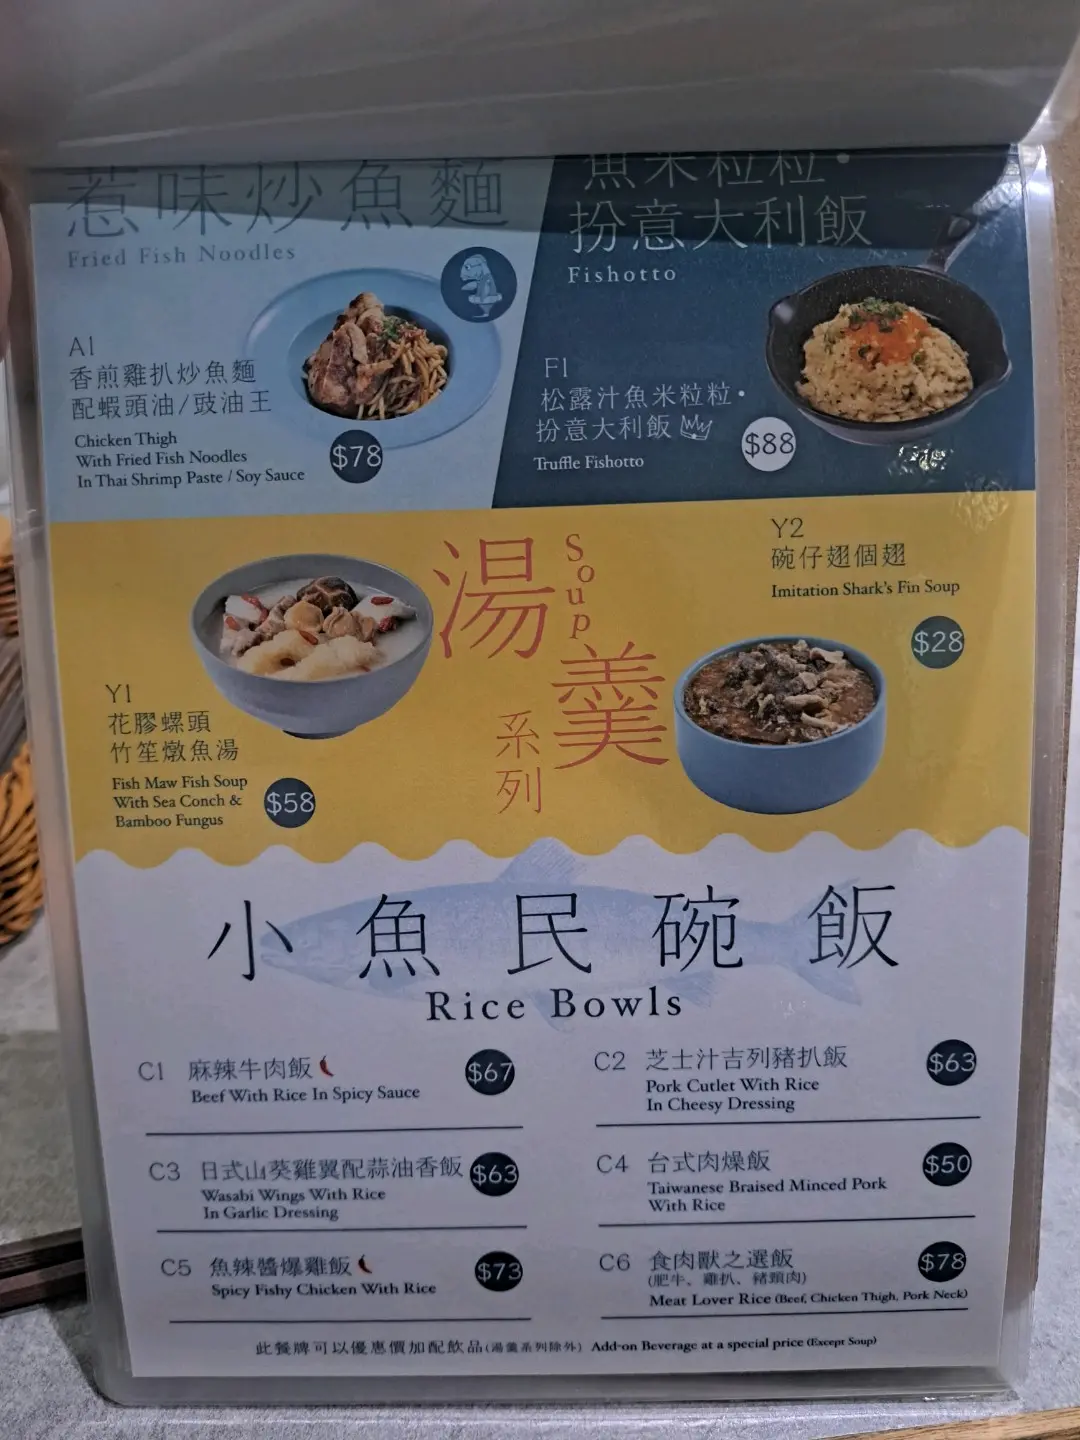 惹味炒魚麵
Fried Fish Noodles
A1
香煎雞扒炒魚麵
配蝦頭油/豉油王
Chicken Thigh
With Fried Fish Noodles
In Thai Shrimp Paste / Soy Sauce
$78
魚米粒粒・
扮意大利飯
Fishotto
F1
松露汁魚米粒粒・
扮意大利飯
Truffle Fishotto
$88
湯羹系列
Soup
Y1
花膠螺頭
竹笙燉魚湯
Fish Maw Fish Soup
With Sea Conch &
Bamboo Fungus
$58
Y2
碗仔翅個翅
Imitation Shark's Fin Soup
$28
小魚民碗飯
Rice Bowls
C1 麻辣牛肉飯 $67
Beef With Rice In Spicy Sauce
C2 芝士汁吉列豬扒飯 $63
Pork Cutlet With Rice
In Cheesy Dressing
C3 日式山葵雞翼配蒜油香飯 $63
Wasabi Wings With Rice
In Garlic Dressing
C4 台式肉燥飯 $50
Taiwanese Braised Minced Pork
With Rice
C5 魚辣醬爆雞飯 $73
Spicy Fishy Chicken With Rice
C6 食肉獸之選飯 $78
(肥牛、雞扒、豬頸肉)
Meat Lover Rice (Beef, Chicken Thigh, Pork Neck)
此餐牌可以優惠價加配飲品(湯羹系列除外) Add-on Beverage at a special price (Except Soup)